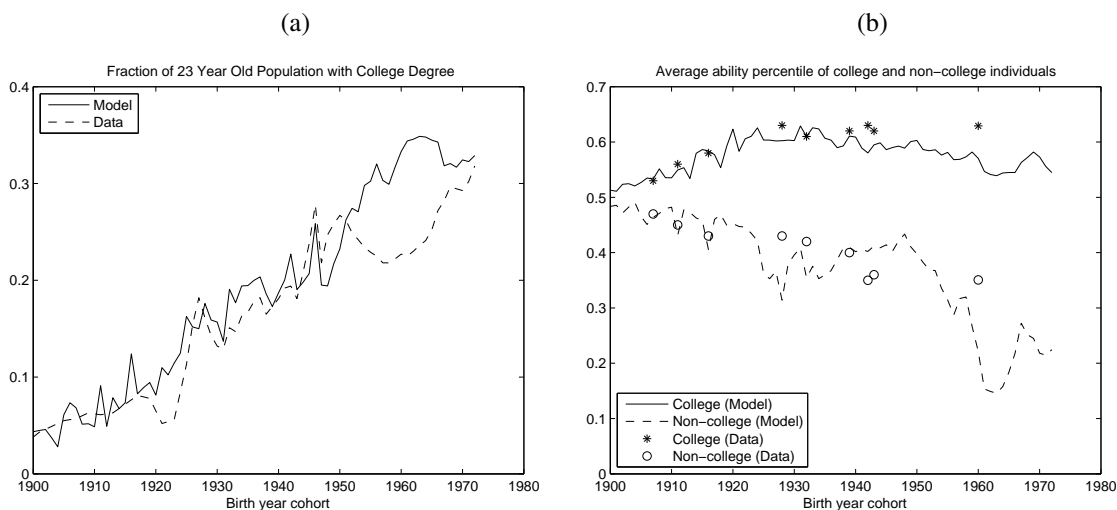 (a)
Fraction of 23 Year Old Population with College Degree
0.4
0.3
0.2
0.1
0
Model
Data
1900 1910 1920 1930 1940 1950 1960 1970 1980
Birth year cohort
(b)
Average ability percentile of college and non−college individuals
0.7
0.6
0.5
0.4
0.3
0.2
0.1
0
College (Model)
Non−college (Model)
College (Data)
Non−college (Data)
1900 1910 1920 1930 1940 1950 1960 1970 1980
Birth year cohort